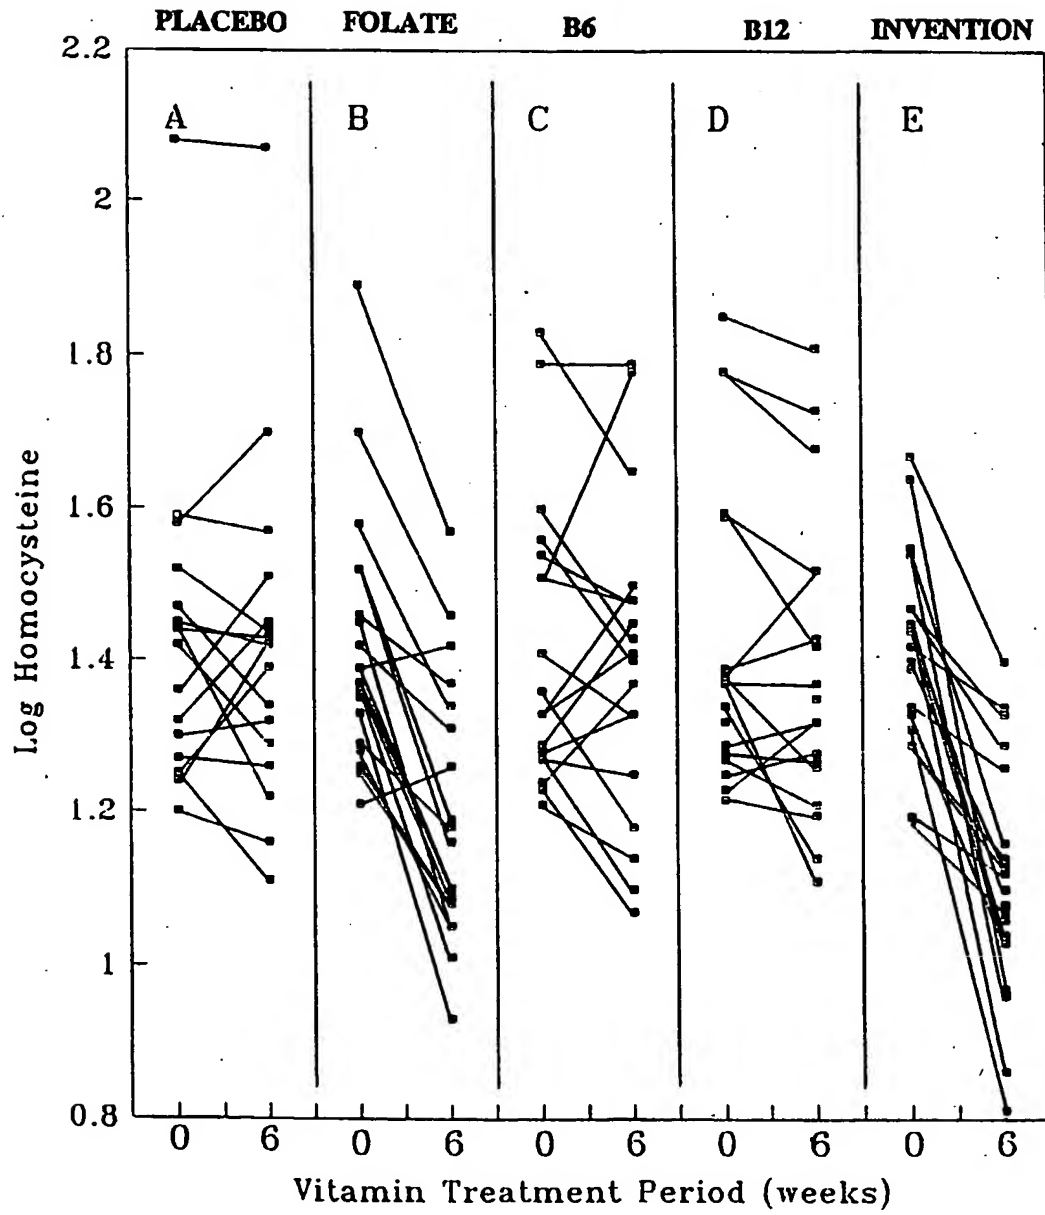 PLACEBO FOLATE B6 B12 INVENTION
2.2
A B C D E
2
1.8
1.6
1.4
1.2
1
0.8
Log Homocysteine
0 6 0 6 0 6 0 6 0 6
Vitamin Treatment Period (weeks)